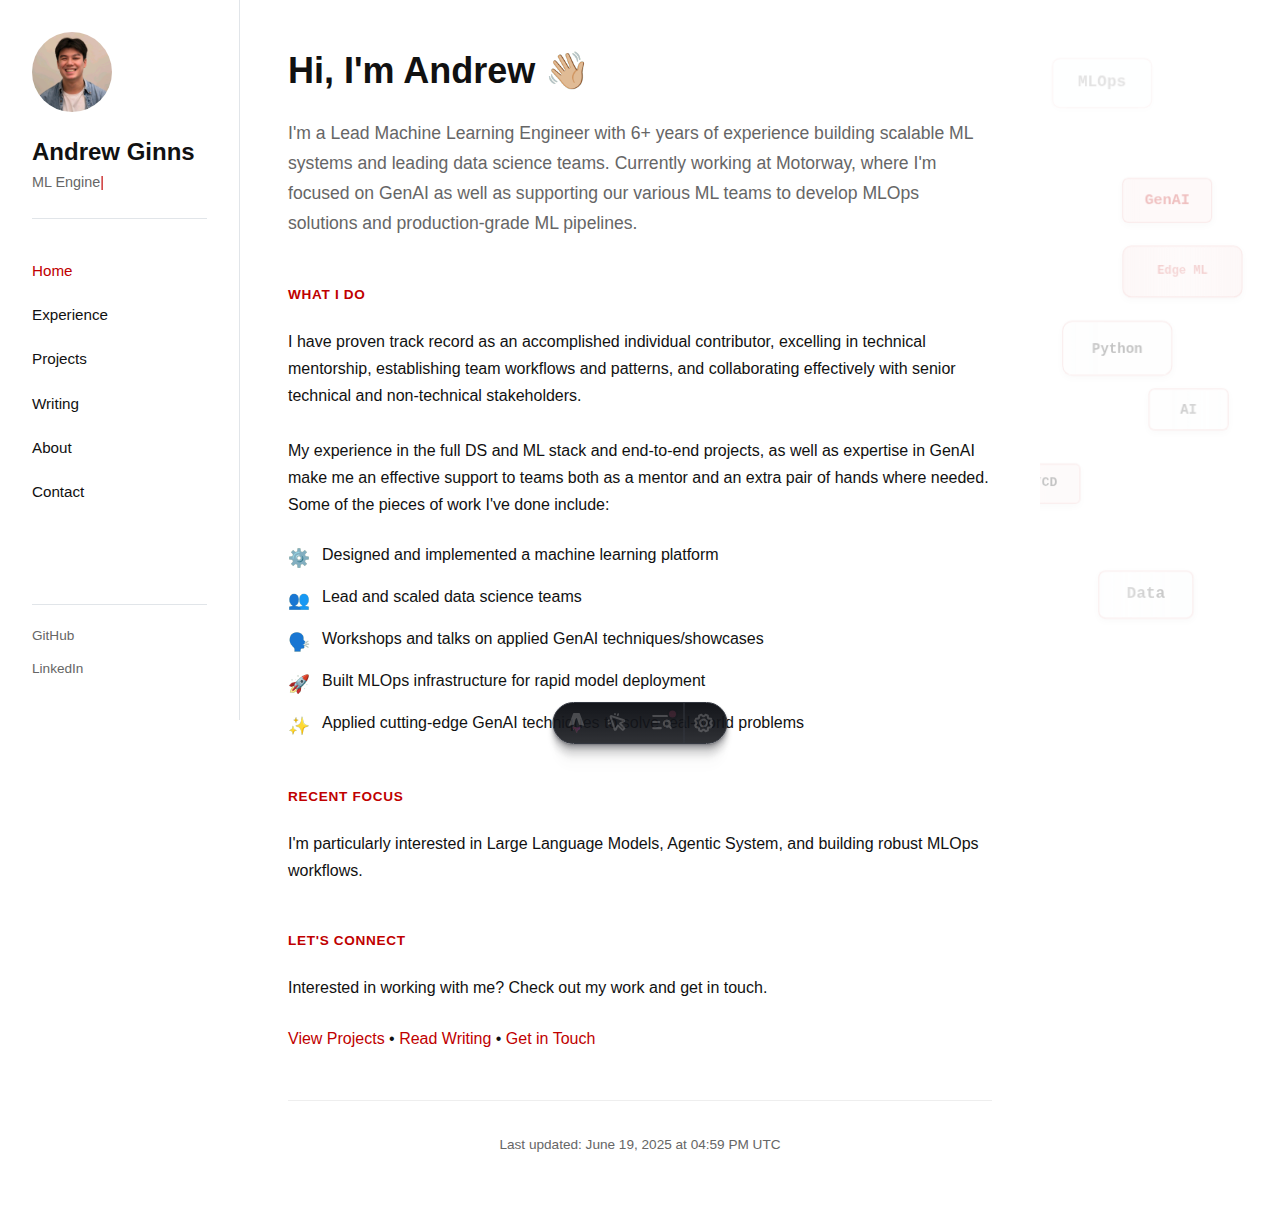 Andrew Ginns
ML Engine
Home
Experience
Projects
Writing
About
Contact
GitHub
LinkedIn
Hi, I'm Andrew 👋🏼
I'm a Lead Machine Learning Engineer with 6+ years of experience building scalable ML
systems and leading data science teams. Currently working at Motorway, where I'm
focused on GenAI as well as supporting our various ML teams to develop MLOps
solutions and production-grade ML pipelines.
WHAT I DO
I have proven track record as an accomplished individual contributor, excelling in technical
mentorship, establishing team workflows and patterns, and collaborating effectively with senior
technical and non-technical stakeholders.
My experience in the full DS and ML stack and end-to-end projects, as well as expertise in GenAI
make me an effective support to teams both as a mentor and an extra pair of hands where needed.
Some of the pieces of work I've done include:
⚙️ Designed and implemented a machine learning platform
👥 Lead and scaled data science teams
🗣️ Workshops and talks on applied GenAI techniques/showcases
🚀 Built MLOps infrastructure for rapid model deployment
✨ Applied cutting-edge GenAI techniques to solve real world problems
RECENT FOCUS
I'm particularly interested in Large Language Models, Agentic System, and building robust MLOps
workflows.
LET'S CONNECT
Interested in working with me? Check out my work and get in touch.
View Projects • Read Writing • Get in Touch
Last updated: June 19, 2025 at 04:59 PM UTC
MLOps
GenAI
Edge ML
Python
AI
CD
Data